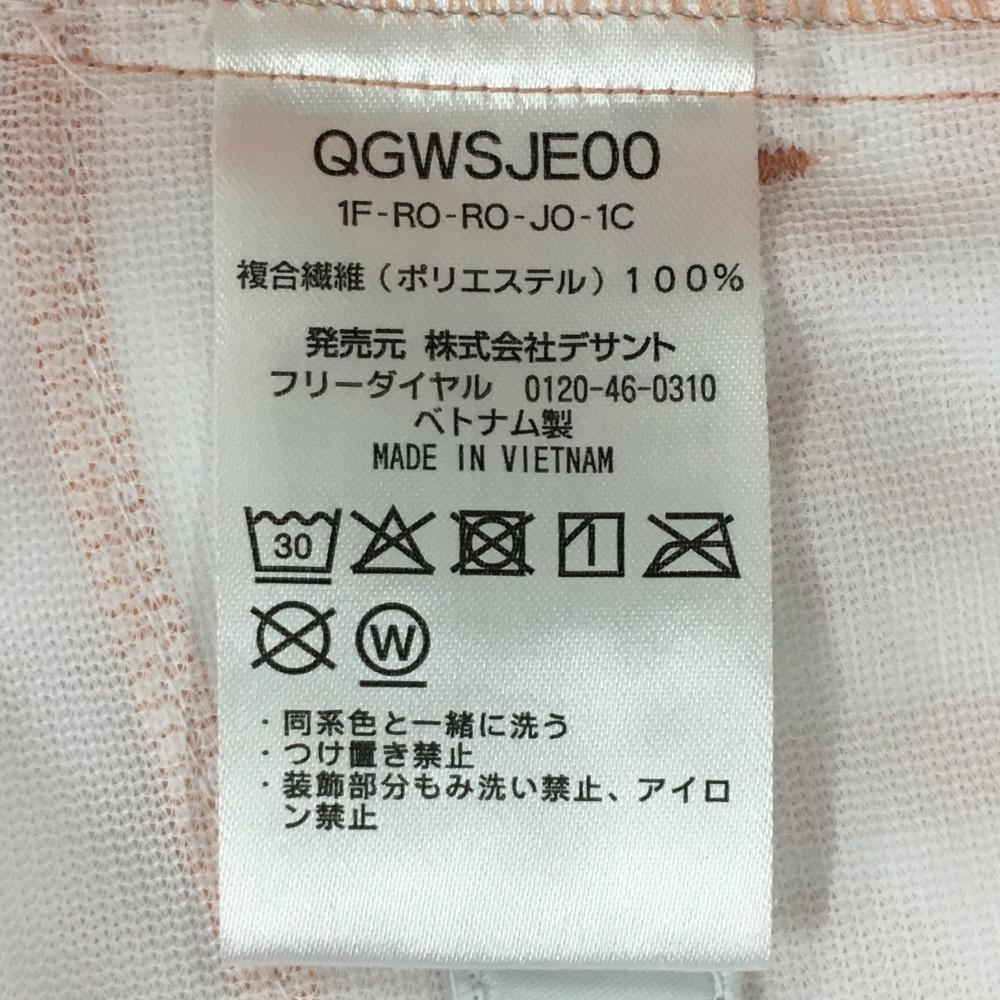 QGWSJE00
1F-RO-RO-JO-1C
複合繊維（ポリエステル）１００％
発売元 株式会社デサント
フリーダイヤル 0120-46-0310
ベトナム製
MADE IN VIETNAM
30
W
・同系色と一緒に洗う
・つけ置き禁止
・装飾部分もみ洗い禁止、アイロ
ン禁止